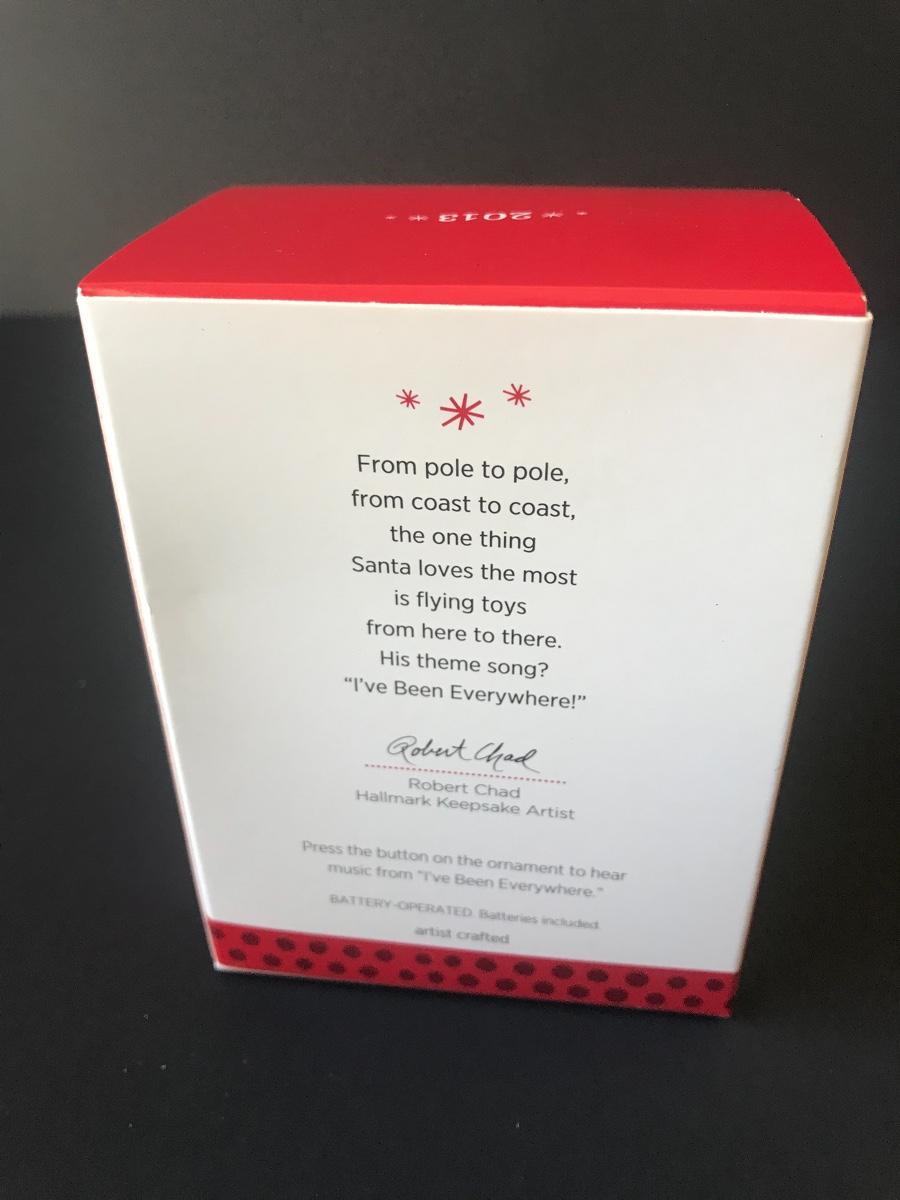 * * 2013 * *
From pole to pole,
from coast to coast,
the one thing
Santa loves the most
is flying toys
from here to there.
His theme song?
“I’ve Been Everywhere!”
Robert Chad
Robert Chad
Hallmark Keepsake Artist
Press the button on the ornament to hear
music from "I've Been Everywhere."
BATTERY-OPERATED. Batteries included.
artist crafted